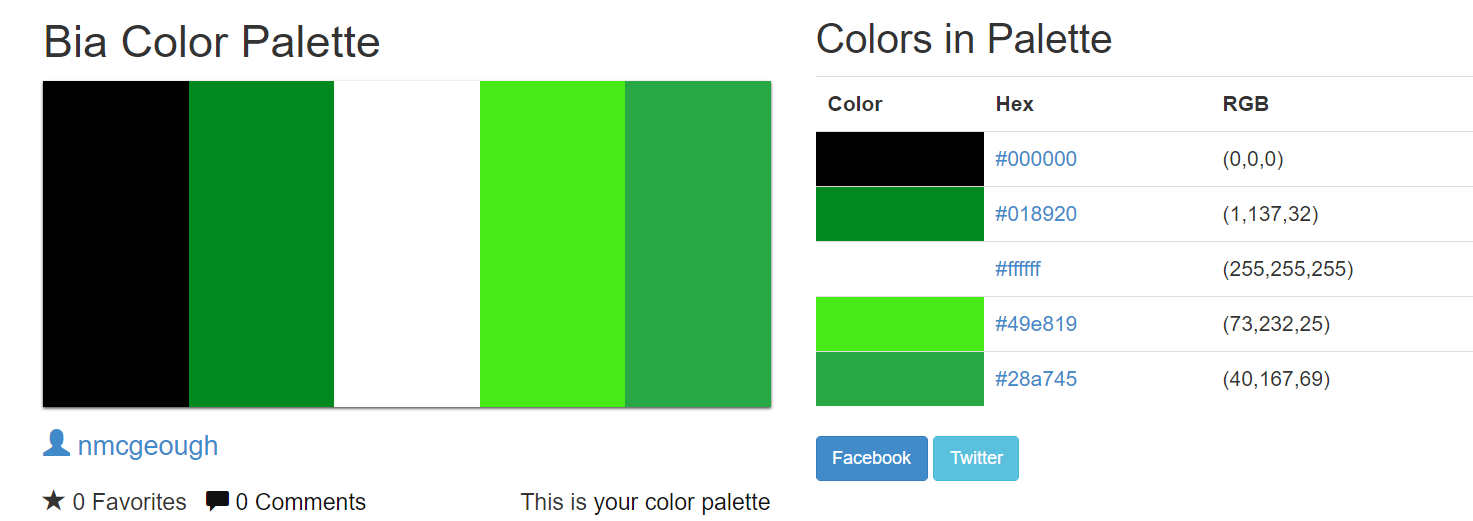 Bia Color Palette
nmcgeough
0 Favorites 0 Comments This is your color palette
Colors in Palette
Color Hex RGB
#000000 (0,0,0)
#018920 (1,137,32)
#ffffff (255,255,255)
#49e819 (73,232,25)
#28a745 (40,167,69)
Facebook Twitter